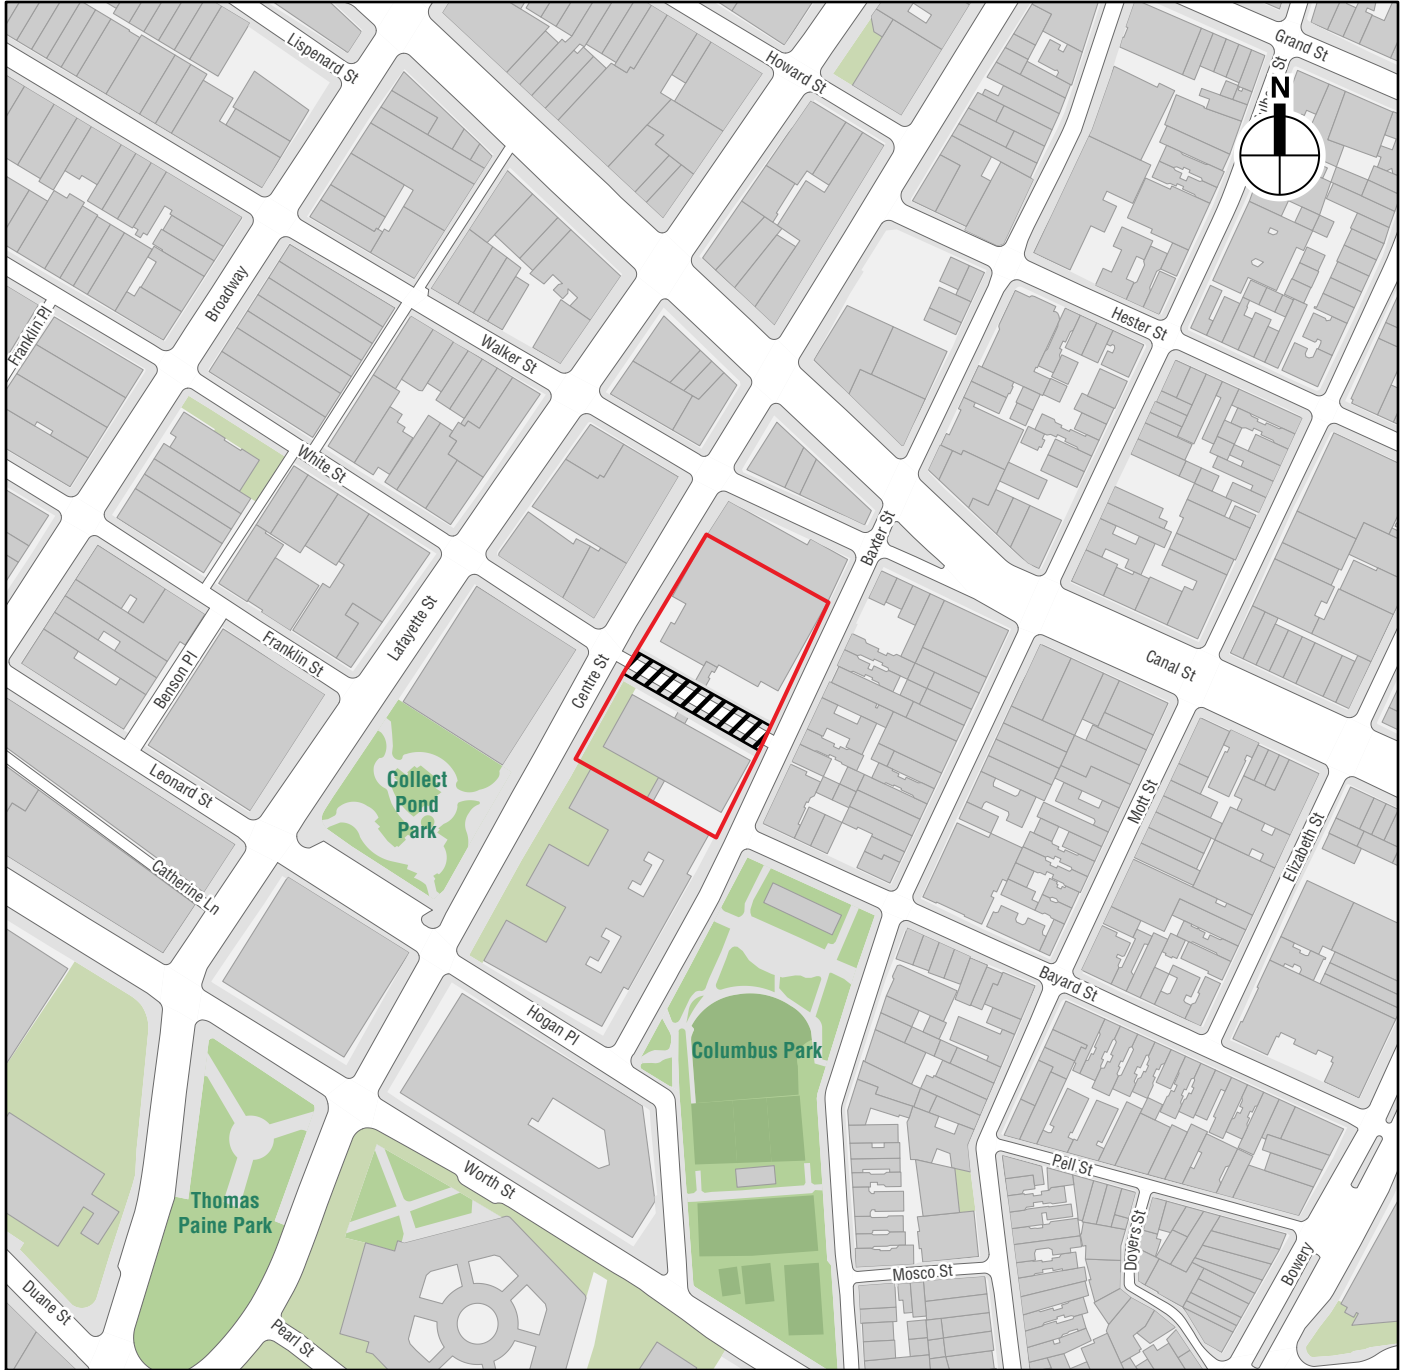 Lispenard St
Howard St
Grand St
St
N
Broadway
Franklin Pl
Walker St
Hester St
White St
Baxter St
Lafayette St
Franklin St
Benson Pl
Centre St
Canal St
Leonard St
Collect
Pond
Park
Mott St
Elizabeth St
Catherine Ln
Bayard St
Hogan Pl
Columbus Park
Worth St
Pell St
Thomas
Paine Park
Doyers St
Mosco St
Bowery
Duane St
Pearl St